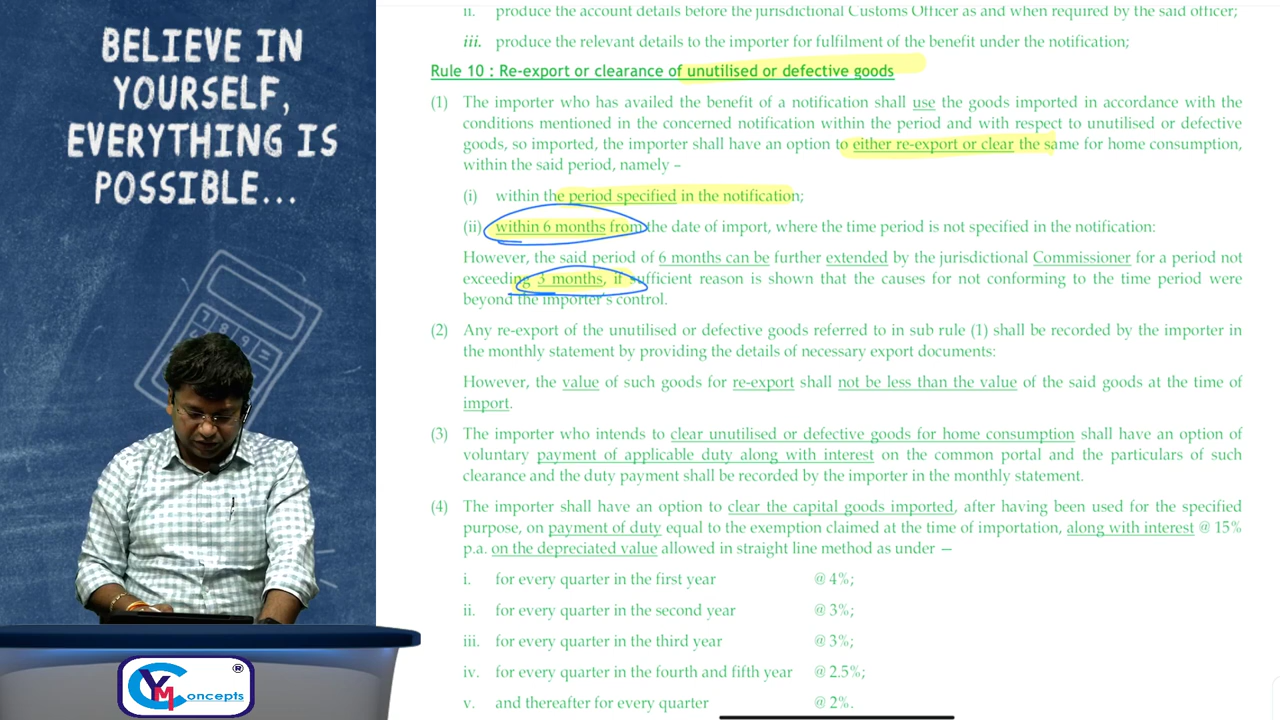 BELIEVE IN
YOURSELF,
EVERYTHING IS
POSSIBLE...
7 8 9
YM Concepts ®
ii. produce the account details before the jurisdictional Customs Officer as and when required by the said officer;
iii. produce the relevant details to the importer for fulfilment of the benefit under the notification;
Rule 10 : Re-export or clearance of unutilised or defective goods
(1) The importer who has availed the benefit of a notification shall use the goods imported in accordance with the
conditions mentioned in the concerned notification within the period and with respect to unutilised or defective
goods, so imported, the importer shall have an option to either re-export or clear the same for home consumption,
within the said period, namely –
(i) within the period specified in the notification;
(ii) within 6 months from the date of import, where the time period is not specified in the notification:
However, the said period of 6 months can be further extended by the jurisdictional Commissioner for a period not
exceeding 3 months, if sufficient reason is shown that the causes for not conforming to the time period were
beyond the importer's control.
(2) Any re-export of the unutilised or defective goods referred to in sub rule (1) shall be recorded by the importer in
the monthly statement by providing the details of necessary export documents:
However, the value of such goods for re-export shall not be less than the value of the said goods at the time of
import.
(3) The importer who intends to clear unutilised or defective goods for home consumption shall have an option of
voluntary payment of applicable duty along with interest on the common portal and the particulars of such
clearance and the duty payment shall be recorded by the importer in the monthly statement.
(4) The importer shall have an option to clear the capital goods imported, after having been used for the specified
purpose, on payment of duty equal to the exemption claimed at the time of importation, along with interest @ 15%
p.a. on the depreciated value allowed in straight line method as under —
i. for every quarter in the first year @ 4%;
ii. for every quarter in the second year @ 3%;
iii. for every quarter in the third year @ 3%;
iv. for every quarter in the fourth and fifth year @ 2.5%;
v. and thereafter for every quarter @ 2%.